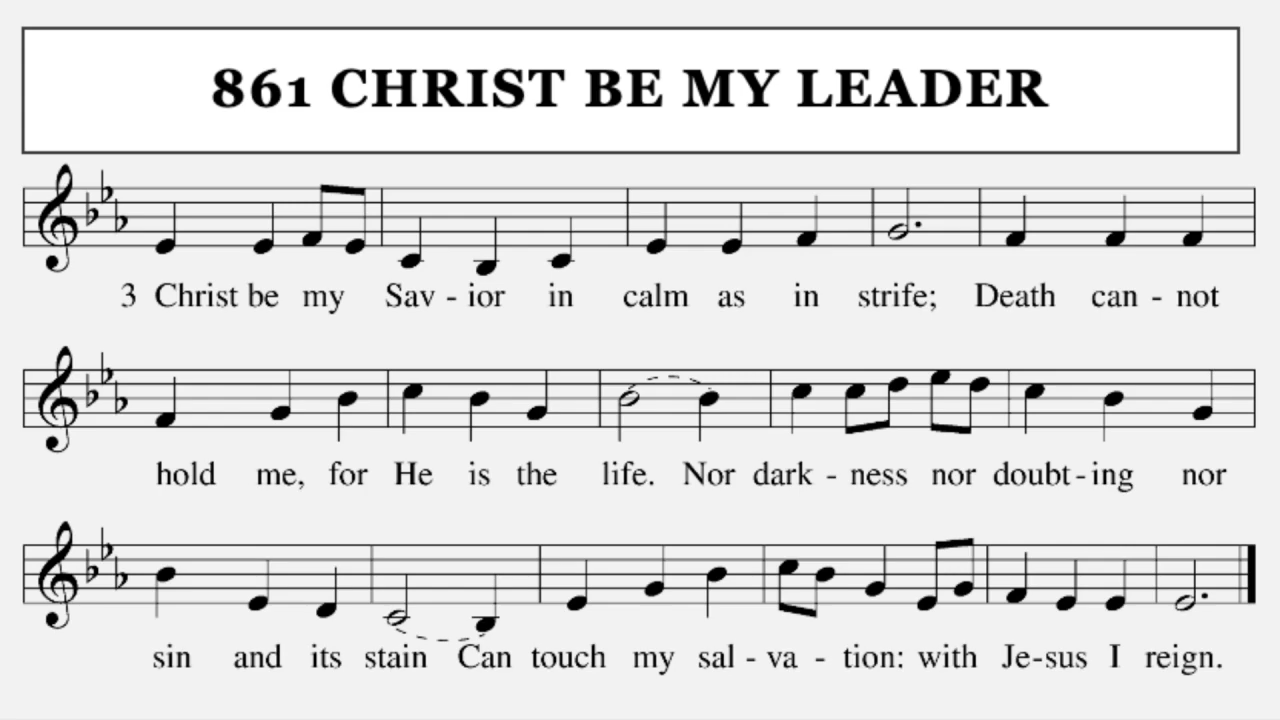 861 CHRIST BE MY LEADER
3 Christ be my Sav - ior in calm as in strife; Death can - not
hold me, for He is the life. Nor dark - ness nor doubt - ing nor
sin and its stain Can touch my sal - va - tion: with Je - sus I reign.